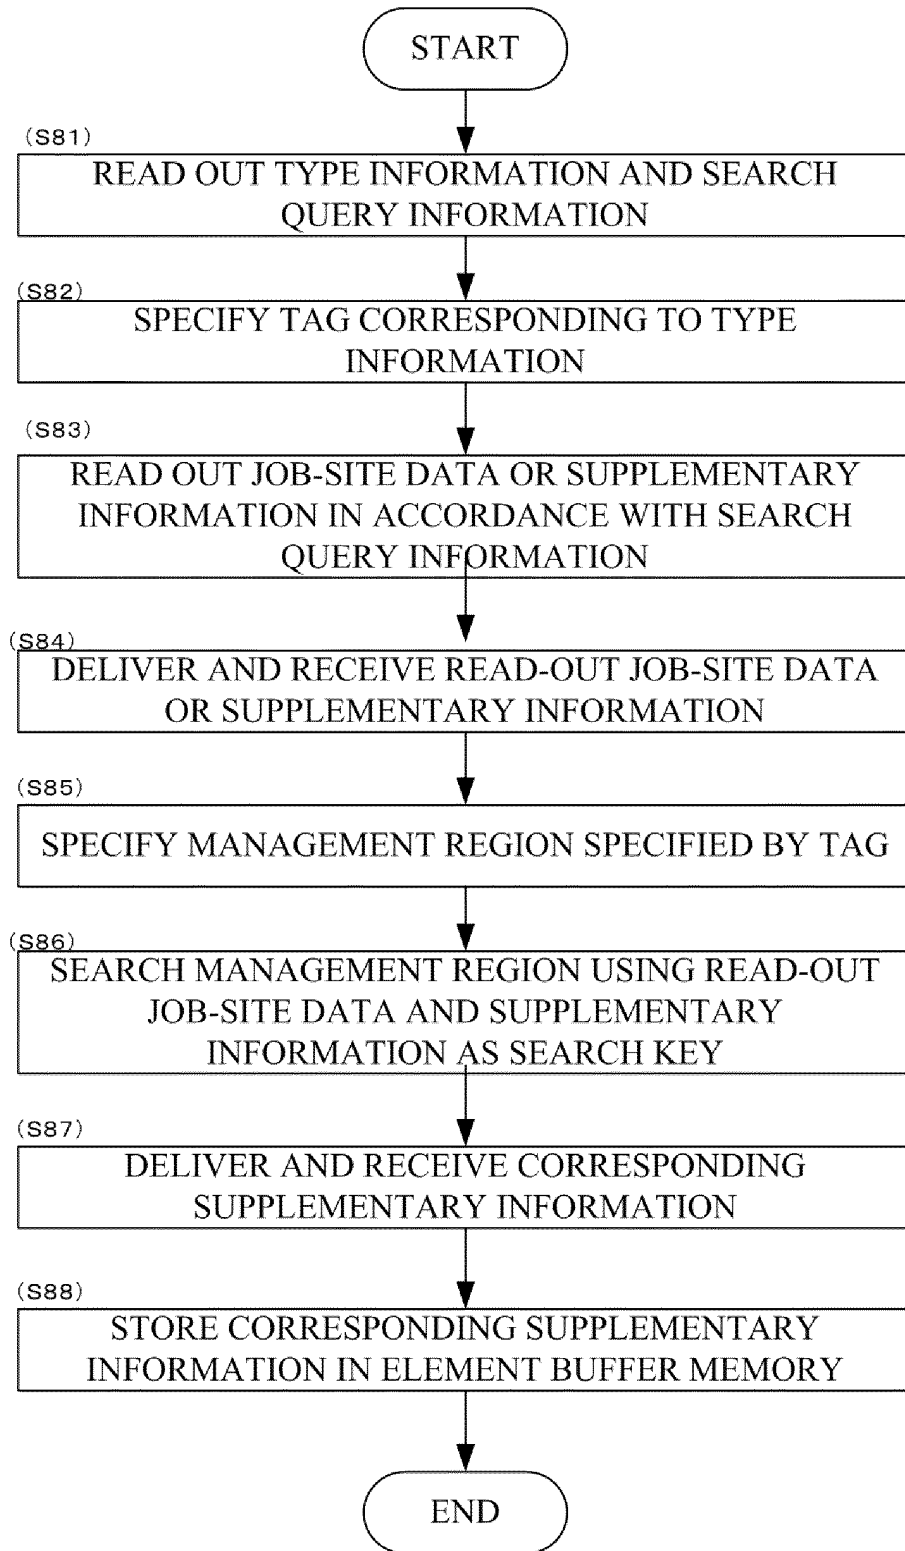 START
(S81)
READ OUT TYPE INFORMATION AND SEARCH
QUERY INFORMATION
(S82)
SPECIFY TAG CORRESPONDING TO TYPE
INFORMATION
(S83)
READ OUT JOB-SITE DATA OR SUPPLEMENTARY
INFORMATION IN ACCORDANCE WITH SEARCH
QUERY INFORMATION
(S84)
DELIVER AND RECEIVE READ-OUT JOB-SITE DATA
OR SUPPLEMENTARY INFORMATION
(S85)
SPECIFY MANAGEMENT REGION SPECIFIED BY TAG
(S86)
SEARCH MANAGEMENT REGION USING READ-OUT
JOB-SITE DATA AND SUPPLEMENTARY
INFORMATION AS SEARCH KEY
(S87)
DELIVER AND RECEIVE CORRESPONDING
SUPPLEMENTARY INFORMATION
(S88)
STORE CORRESPONDING SUPPLEMENTARY
INFORMATION IN ELEMENT BUFFER MEMORY
END